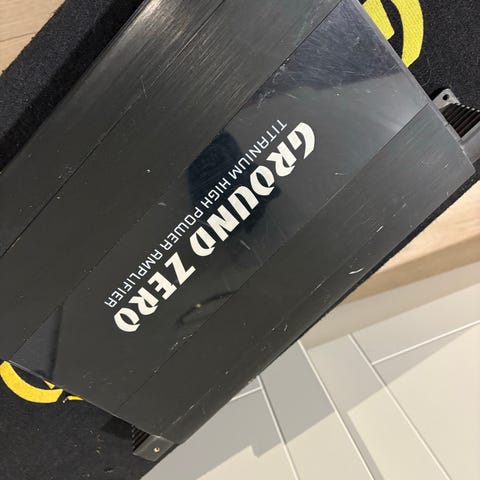 GROUND ZERO
TITANIUM HIGH POWER AMPLIFIER